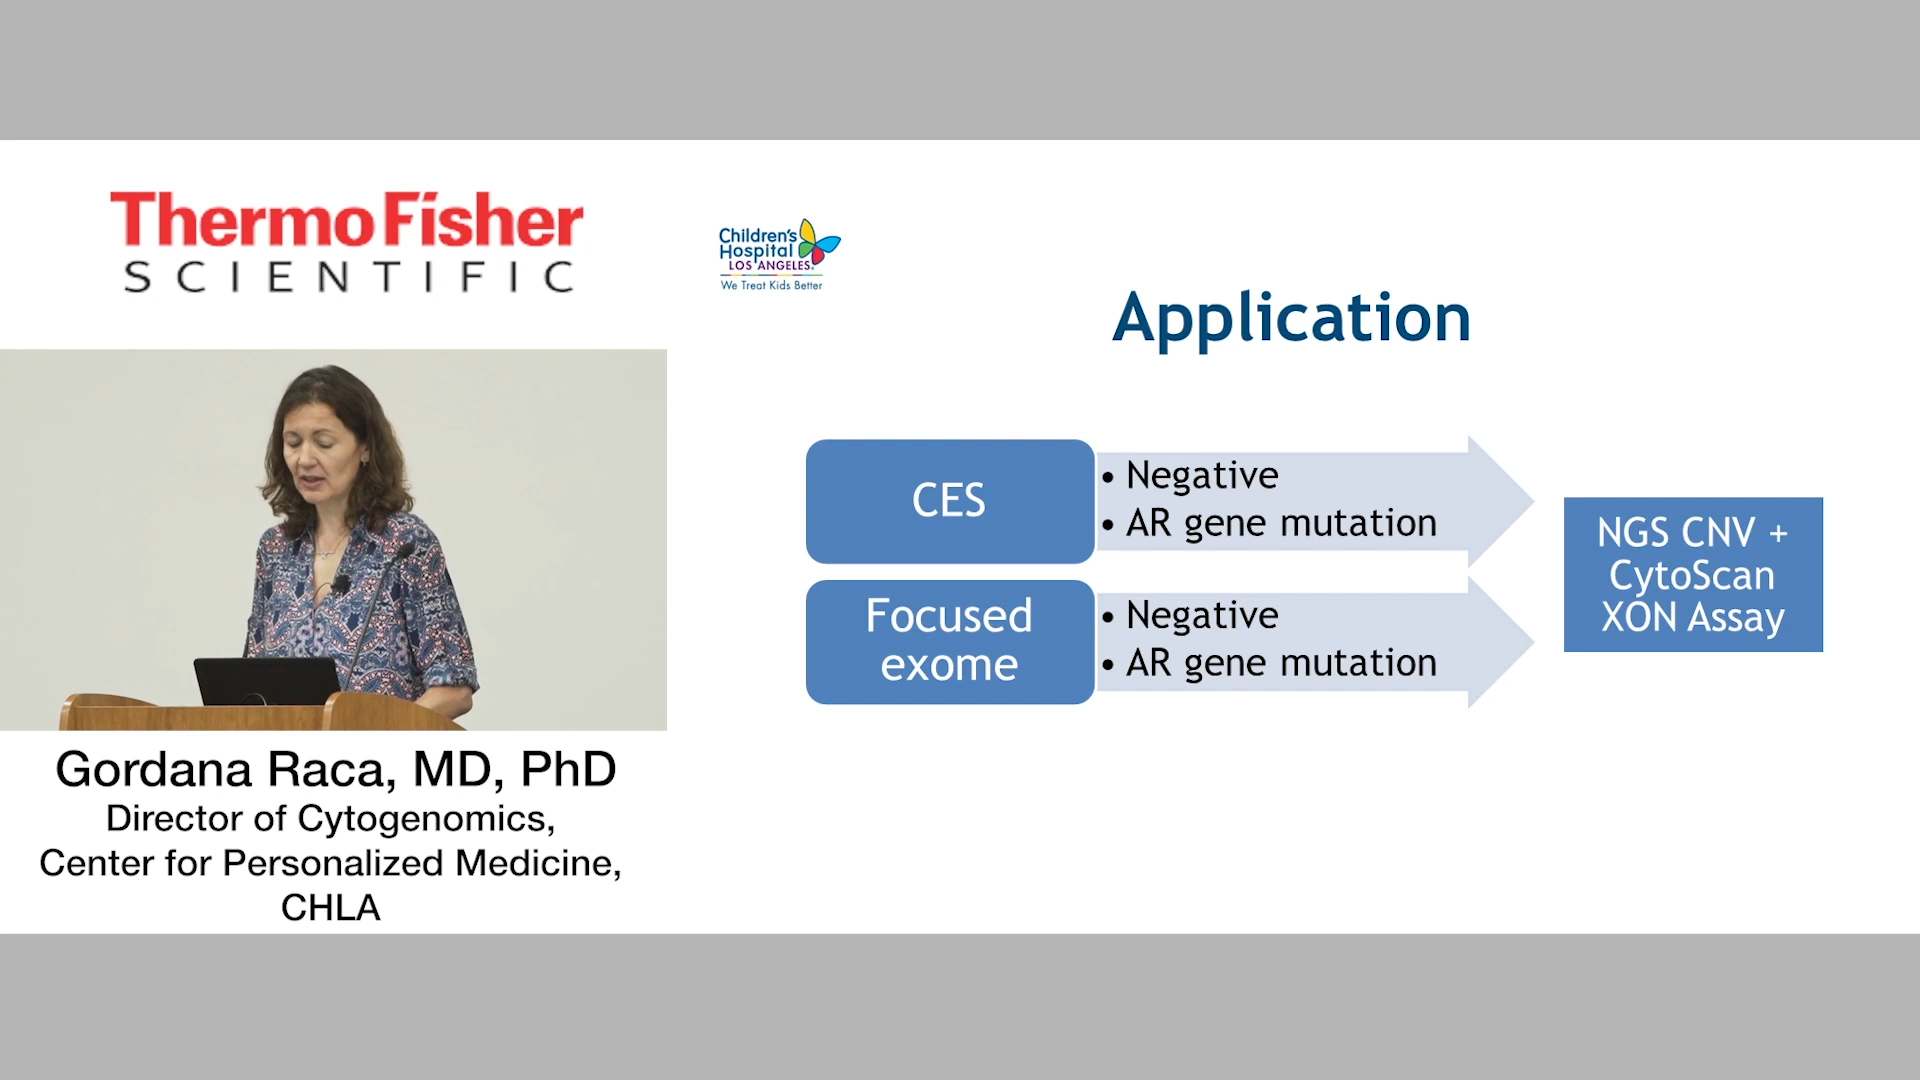 ThermoFisher
SCIENTIFIC
Children's
Hospital
LOS ANGELES®
We Treat Kids Better
Application
CES
• Negative
• AR gene mutation
Focused
exome
• Negative
• AR gene mutation
NGS CNV +
CytoScan
XON Assay
Gordana Raca, MD, PhD
Director of Cytogenomics,
Center for Personalized Medicine,
CHLA